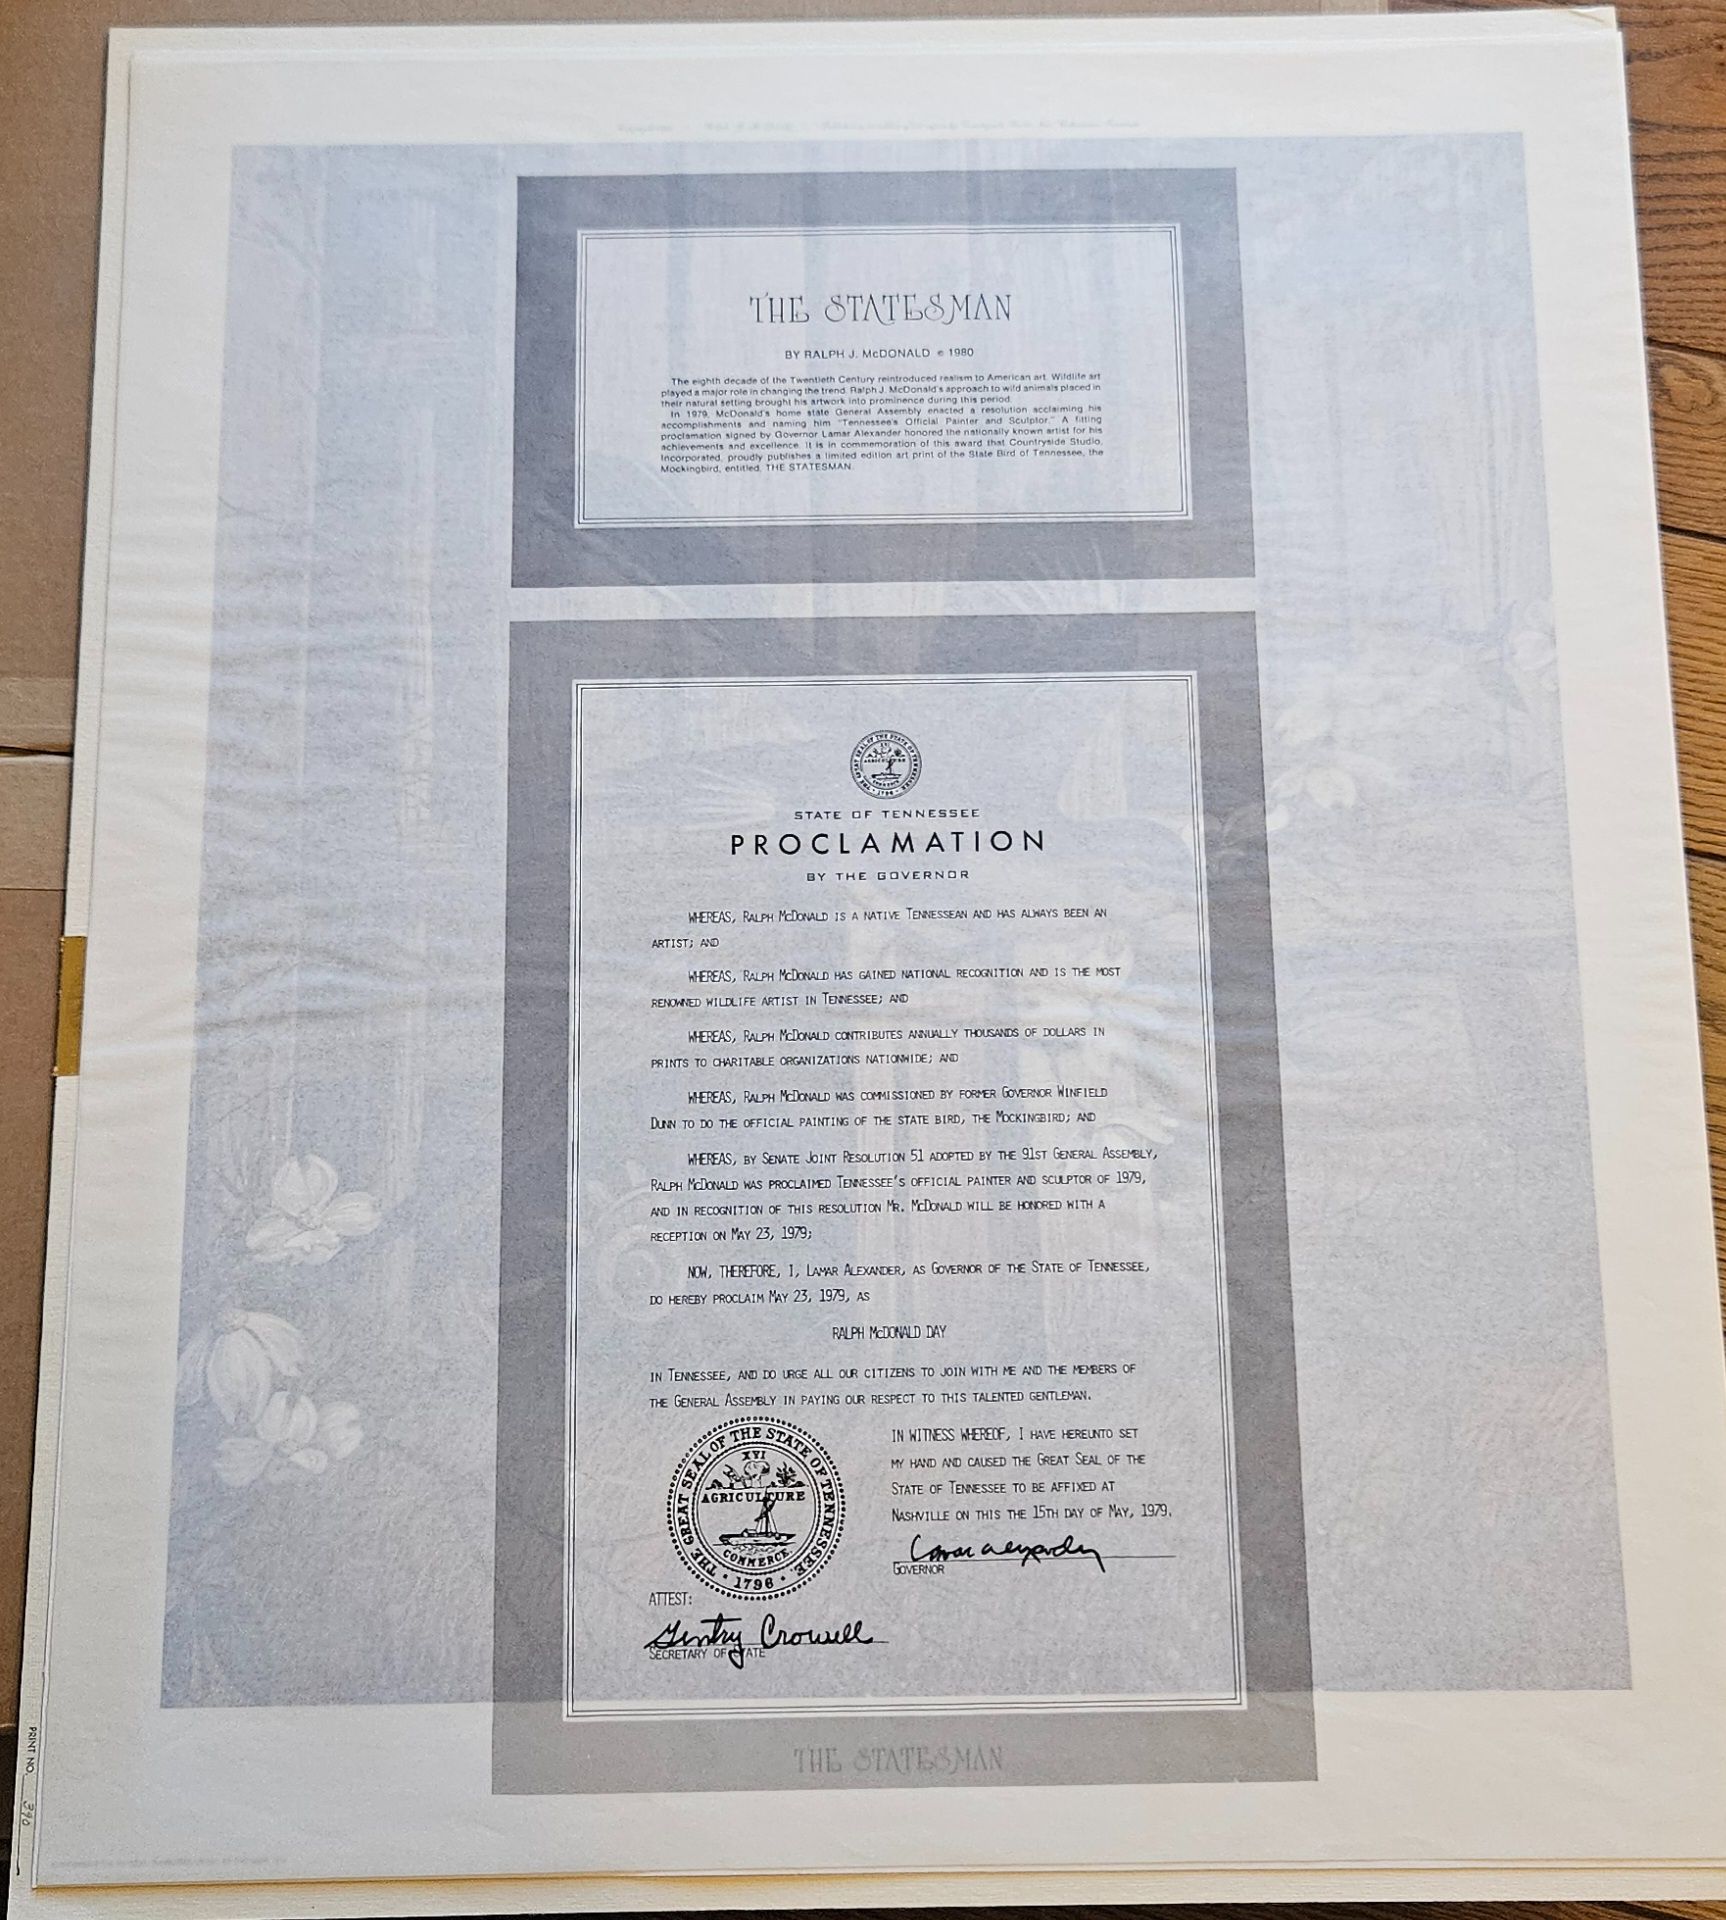 THE STATESMAN
BY RALPH J. McDONALD © 1980
The eighth decade of the Twentieth Century reintroduced realism to American art. Wildlife art
played a major role in changing the trend. Ralph J. McDonald's approach to wild animals placed in
their natural setting brought his artwork into prominence during this period.
In 1979, McDonald's home state General Assembly enacted a resolution acclaiming his
accomplishments and naming him "Tennessee's Official Painter and Sculptor." A fitting
proclamation signed by Governor Lamar Alexander honored the nationally known artist for his
achievements and excellence. It is in commemoration of this award that Countryside Studio,
Incorporated, proudly publishes a limited edition art print of the State Bird of Tennessee, the
Mockingbird, entitled, THE STATESMAN.
THE GREAT SEAL OF THE STATE OF TENNESSEE
XVI
AGRICULTURE
COMMERCE
1796
STATE OF TENNESSEE
PROCLAMATION
BY THE GOVERNOR
WHEREAS, RALPH McDONALD IS A NATIVE TENNESSEAN AND HAS ALWAYS BEEN AN
ARTIST; AND
WHEREAS, RALPH McDONALD HAS GAINED NATIONAL RECOGNITION AND IS THE MOST
RENOWNED WILDLIFE ARTIST IN TENNESSEE; AND
WHEREAS, RALPH McDONALD CONTRIBUTES ANNUALLY THOUSANDS OF DOLLARS IN
PRINTS TO CHARITABLE ORGANIZATIONS NATIONWIDE; AND
WHEREAS, RALPH McDONALD WAS COMMISSIONED BY FORMER GOVERNOR WINFIELD
DUNN TO DO THE OFFICIAL PAINTING OF THE STATE BIRD, THE MOCKINGBIRD; AND
WHEREAS, BY SENATE JOINT RESOLUTION 51 ADOPTED BY THE 91ST GENERAL ASSEMBLY,
RALPH McDONALD WAS PROCLAIMED TENNESSEE'S OFFICIAL PAINTER AND SCULPTOR OF 1979,
AND IN RECOGNITION OF THIS RESOLUTION MR. McDONALD WILL BE HONORED WITH A
RECEPTION ON MAY 23, 1979;
NOW, THEREFORE, I, LAMAR ALEXANDER, AS GOVERNOR OF THE STATE OF TENNESSEE,
DO HEREBY PROCLAIM MAY 23, 1979, AS
RALPH McDONALD DAY
IN TENNESSEE, AND DO URGE ALL OUR CITIZENS TO JOIN WITH ME AND THE MEMBERS OF
THE GENERAL ASSEMBLY IN PAYING OUR RESPECT TO THIS TALENTED GENTLEMAN.
THE GREAT SEAL OF THE STATE OF TENNESSEE
XVI
AGRICULTURE
COMMERCE
1796
IN WITNESS WHEREOF, I HAVE HEREUNTO SET
MY HAND AND CAUSED THE GREAT SEAL OF THE
STATE OF TENNESSEE TO BE AFFIXED AT
NASHVILLE ON THIS THE 15TH DAY OF MAY, 1979.
Lamar Alexander
GOVERNOR
ATTEST:
Gentry Crowell
SECRETARY OF STATE
THE STATESMAN
PRINT NO. 390